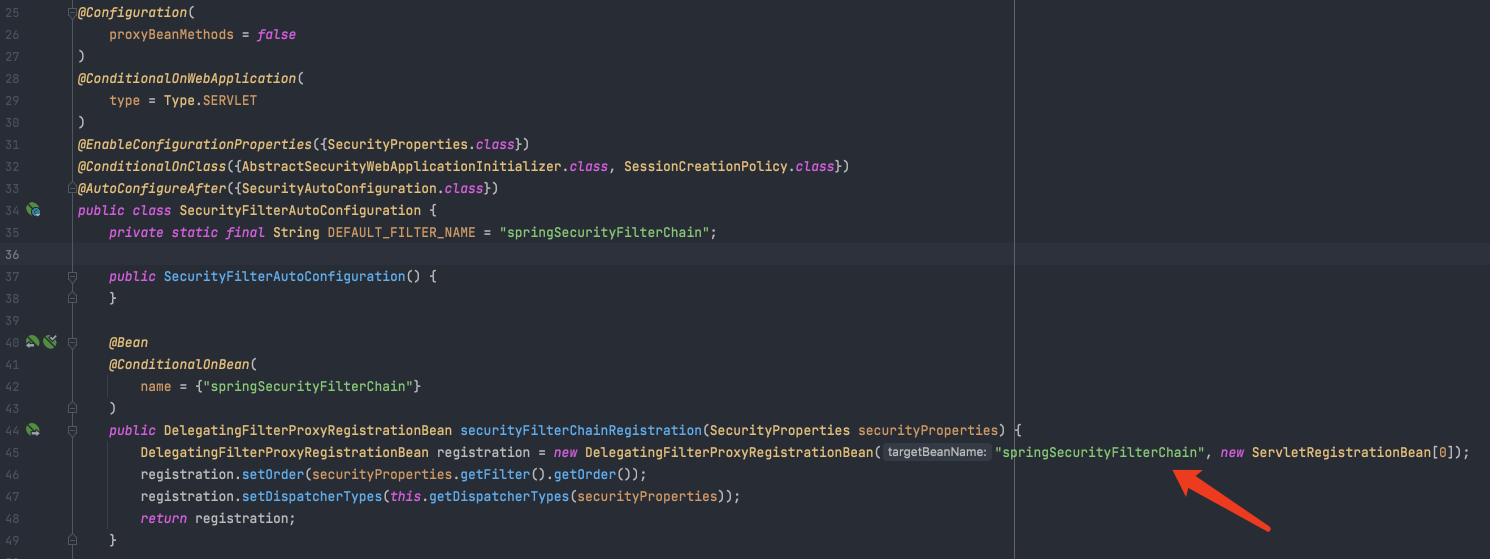 25 @Configuration(
26 proxyBeanMethods = false
27 )
28 @ConditionalOnWebApplication(
29 type = Type.SERVLET
30 )
31 @EnableConfigurationProperties({SecurityProperties.class})
32 @ConditionalOnClass({AbstractSecurityWebApplicationInitializer.class, SessionCreationPolicy.class})
33 @AutoConfigureAfter({SecurityAutoConfiguration.class})
34 public class SecurityFilterAutoConfiguration {
35 private static final String DEFAULT_FILTER_NAME = "springSecurityFilterChain";
36
37 public SecurityFilterAutoConfiguration() {
38 }
39
40 @Bean
41 @ConditionalOnBean(
42 name = {"springSecurityFilterChain"}
43 )
44 public DelegatingFilterProxyRegistrationBean securityFilterChainRegistration(SecurityProperties securityProperties) {
45 DelegatingFilterProxyRegistrationBean registration = new DelegatingFilterProxyRegistrationBean( targetBeanName: "springSecurityFilterChain", new ServletRegistrationBean[0]);
46 registration.setOrder(securityProperties.getFilter().getOrder());
47 registration.setDispatcherTypes(this.getDispatcherTypes(securityProperties));
48 return registration;
49 }